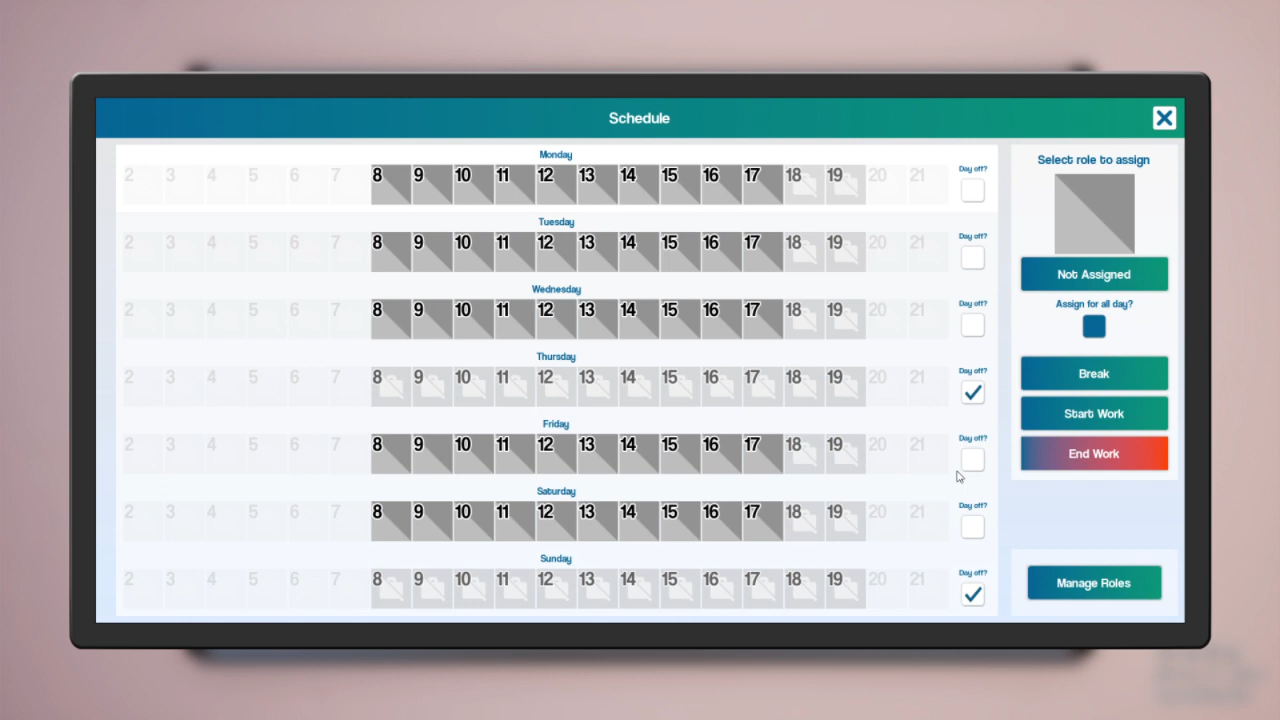 Schedule
Monday
2 3 4 5 6 7 8 9 10 11 12 13 14 15 16 17 18 19 20 21
Day off?
Tuesday
2 3 4 5 6 7 8 9 10 11 12 13 14 15 16 17 18 19 20 21
Day off?
Wednesday
2 3 4 5 6 7 8 9 10 11 12 13 14 15 16 17 18 19 20 21
Day off?
Thursday
2 3 4 5 6 7 8 9 10 11 12 13 14 15 16 17 18 19 20 21
Day off?
Friday
2 3 4 5 6 7 8 9 10 11 12 13 14 15 16 17 18 19 20 21
Day off?
Saturday
2 3 4 5 6 7 8 9 10 11 12 13 14 15 16 17 18 19 20 21
Day off?
Sunday
2 3 4 5 6 7 8 9 10 11 12 13 14 15 16 17 18 19 20 21
Day off?
Select role to assign
Not Assigned
Assign for all day?
Break
Start Work
End Work
Manage Roles